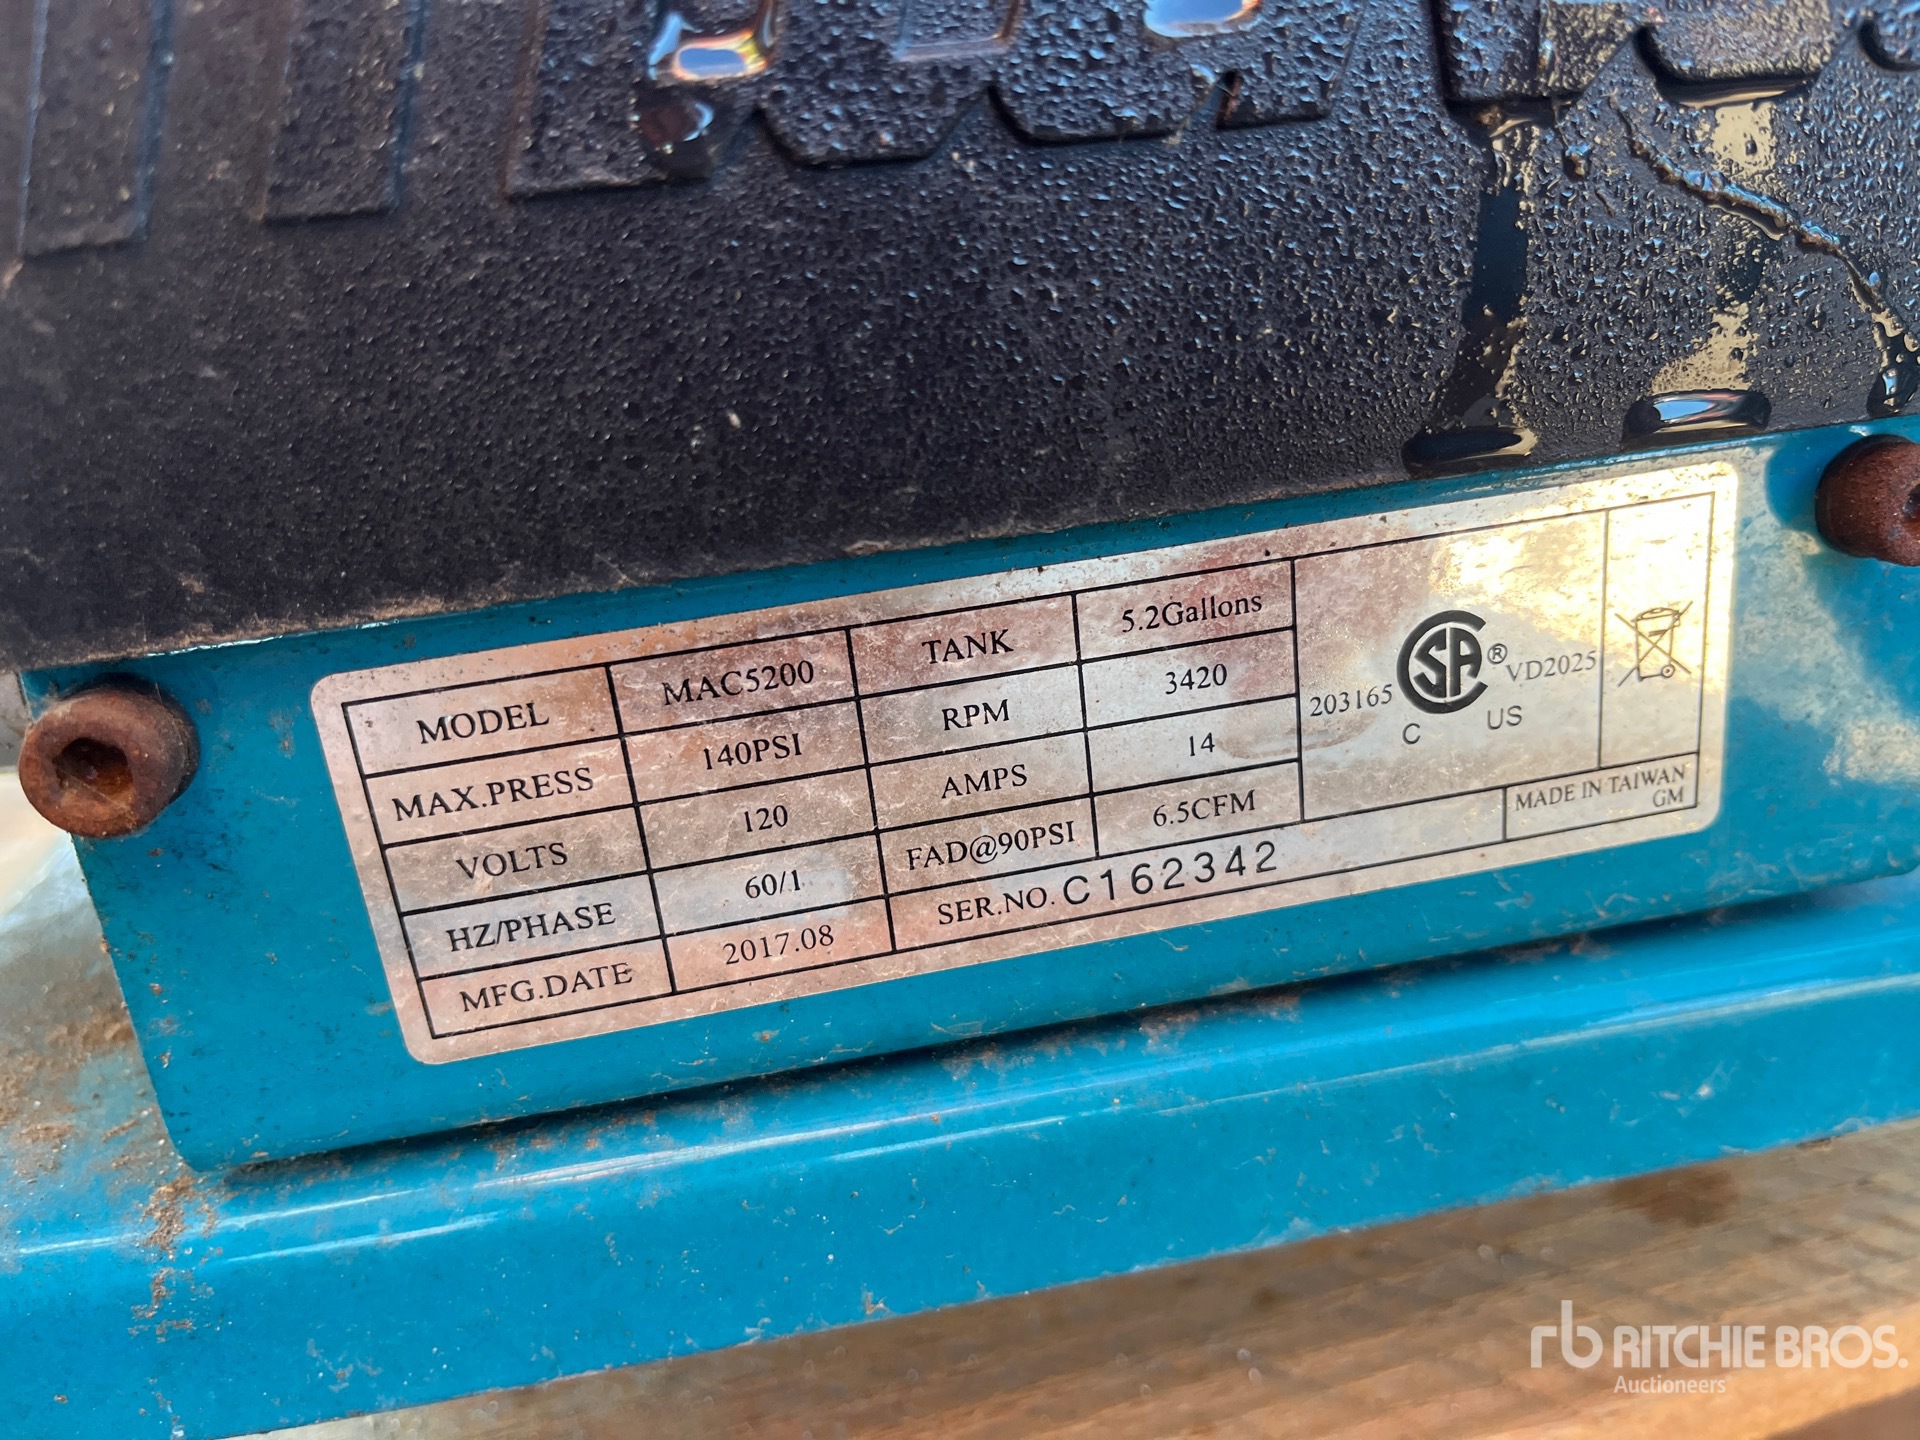 MODEL MAC5200 TANK 5.2Gallons
MAX.PRESS 140PSI RPM 3420
VOLTS 120 AMPS 14
HZ/PHASE 60/1 FAD@90PSI 6.5CFM
MFG.DATE 2017.08 SER.NO. C162342
203165 CSA® VD2025
C US
MADE IN TAIWAN
GM
rb RITCHIE BROS.
Auctioneers